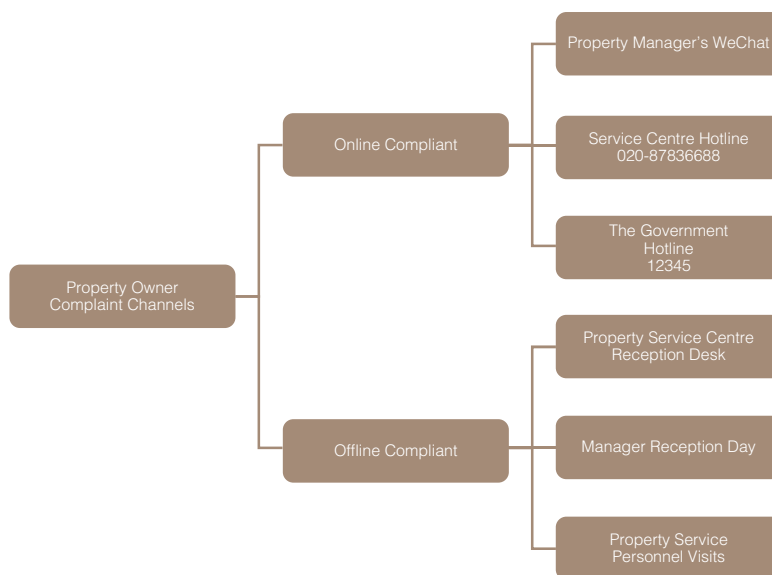 Property Owner
Complaint Channels
Online Compliant
Property Manager's WeChat
Service Centre Hotline
020-87836688
The Government
Hotline
12345
Offline Compliant
Property Service Centre
Reception Desk
Manager Reception Day
Property Service
Personnel Visits